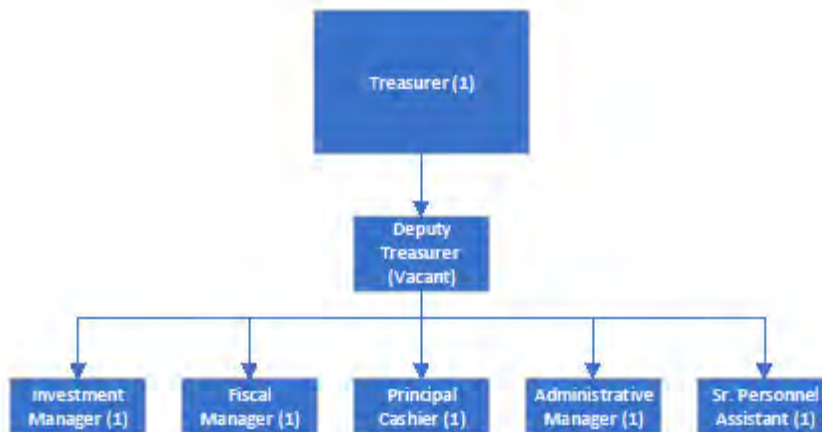 Treasurer (1)
Deputy
Treasurer
(Vacant)
Investment
Manager (1)
Fiscal
Manager (1)
Principal
Cashier (1)
Administrative
Manager (1)
Sr. Personnel
Assistant (1)